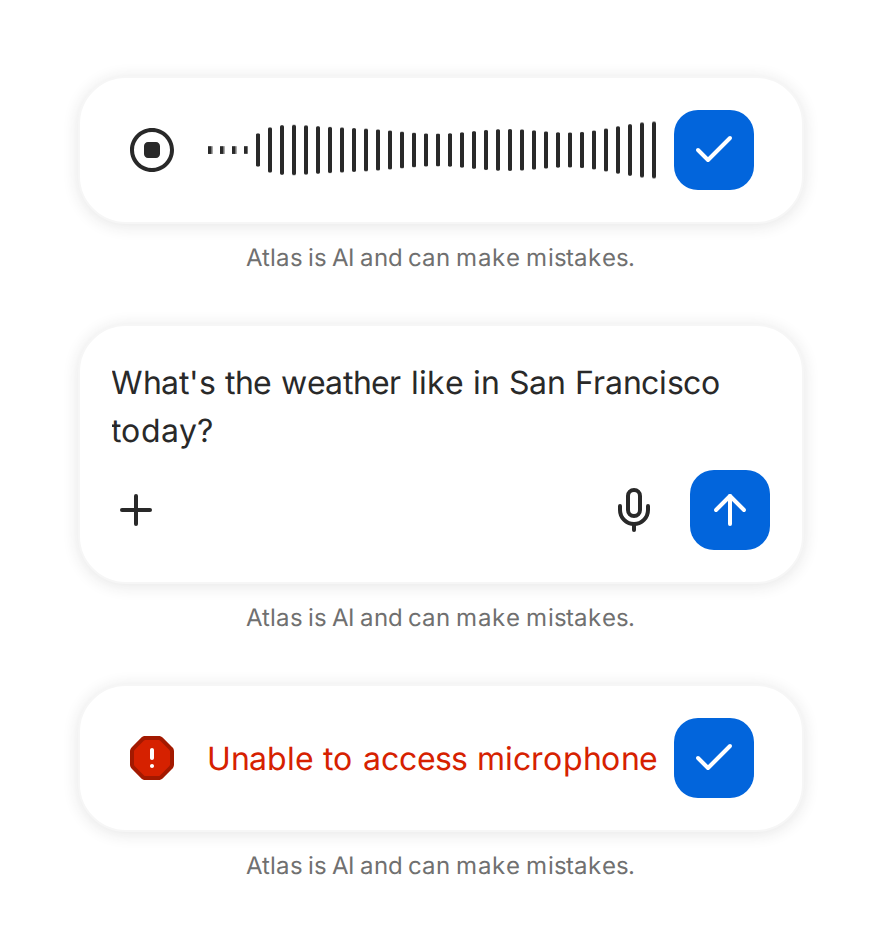 Atlas is AI and can make mistakes.
What's the weather like in San Francisco
today?
Atlas is AI and can make mistakes.
Unable to access microphone
Atlas is AI and can make mistakes.